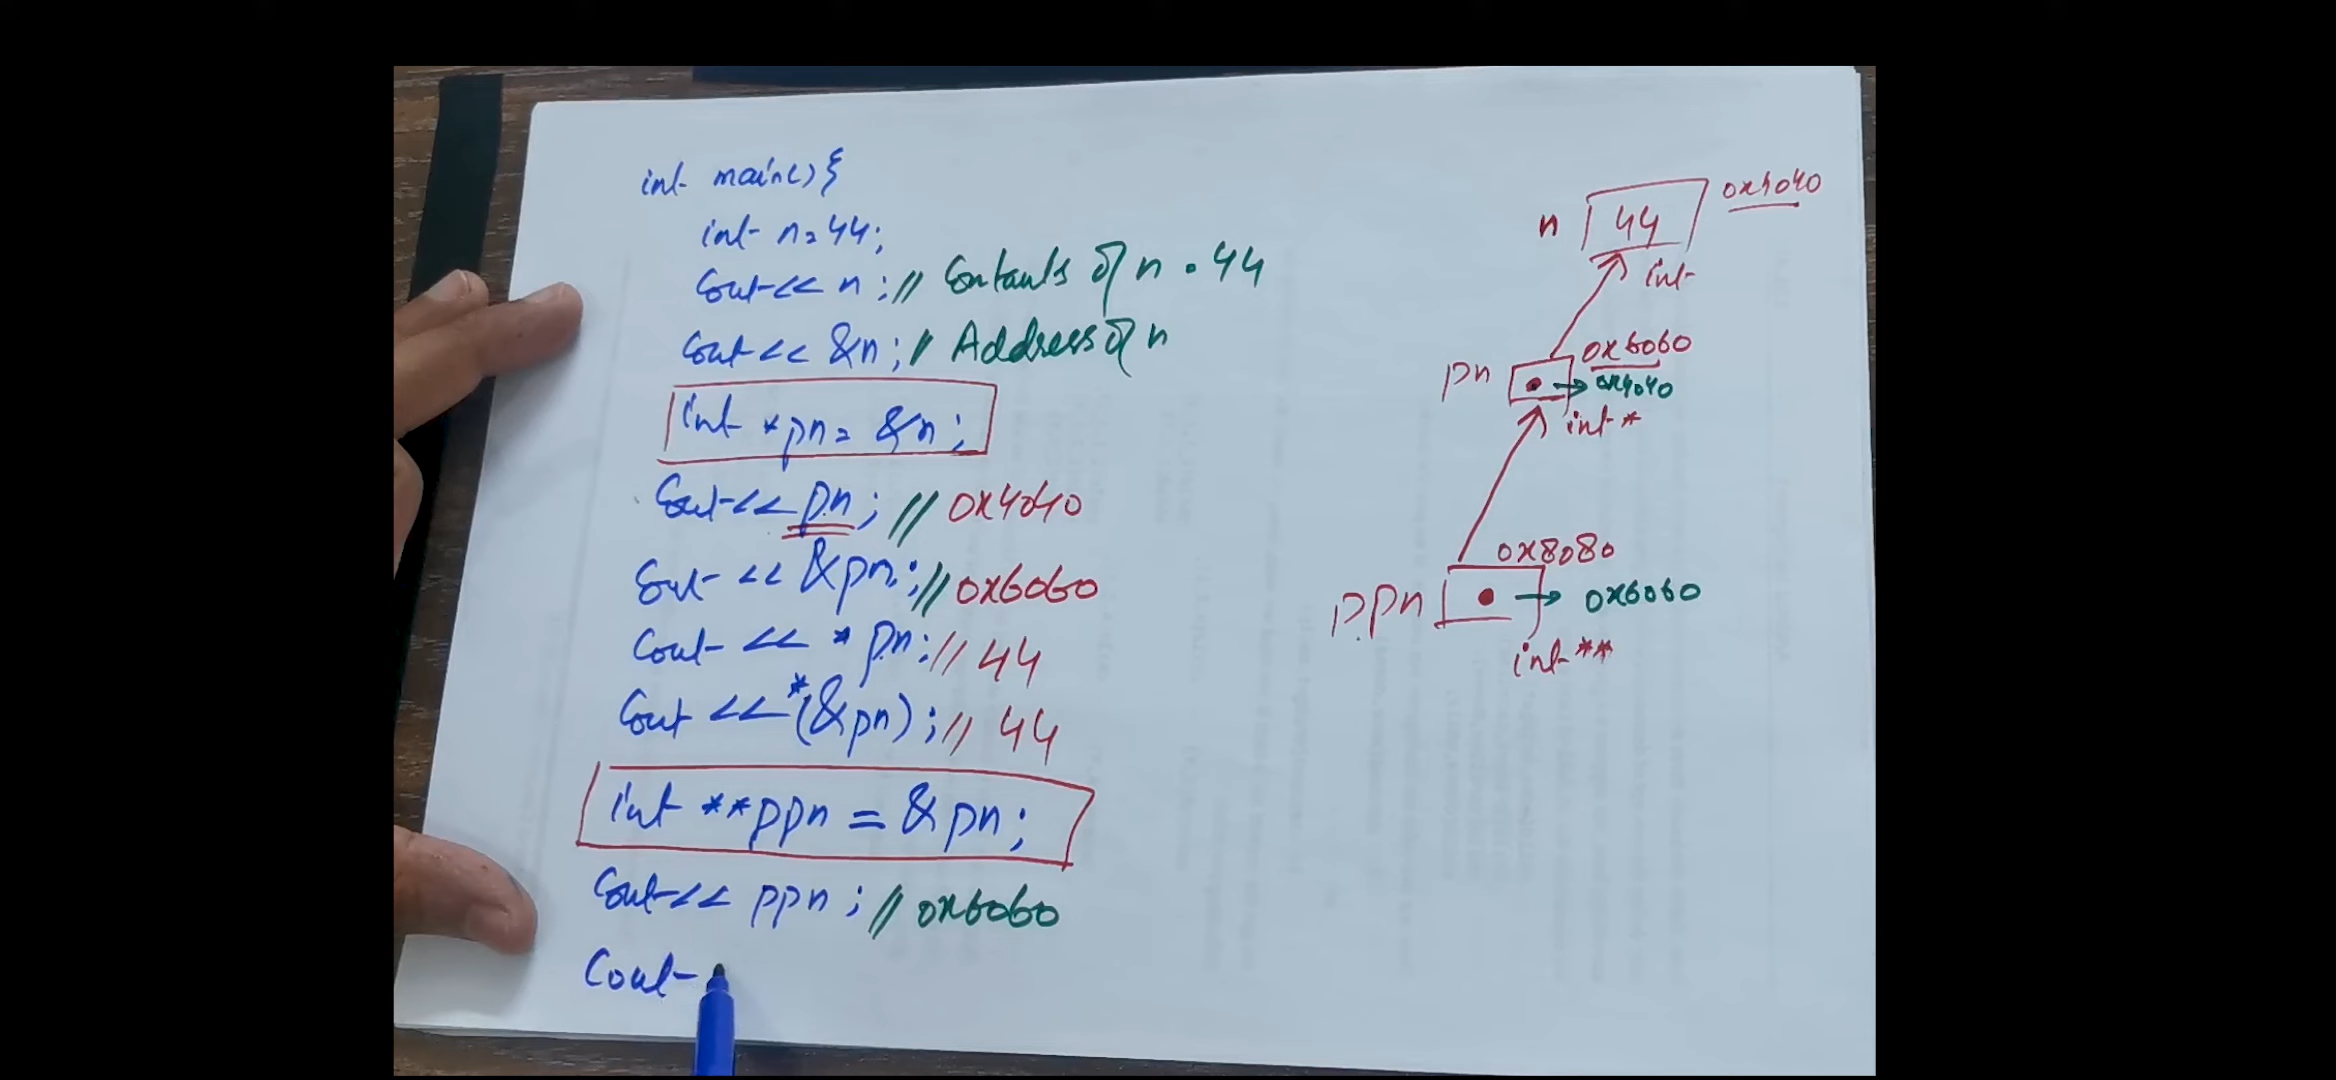 int main() {
int n = 44;
Cout << n ; // Contants of n = 44
Cout << &n ; // Address of n
int *pn = &n ;
Cout << pn ; // 0x4040
Cout << &pn ; // 0x6060
Cout << * pn ; // 44
Cout << *(&pn) ; // 44
int **ppn = &pn ;
Cout << ppn ; // 0x6060
Cout
0x4040
n 44
int
0x6060
pn → 0x4040
int *
0x8080
ppn → 0x6060
int **